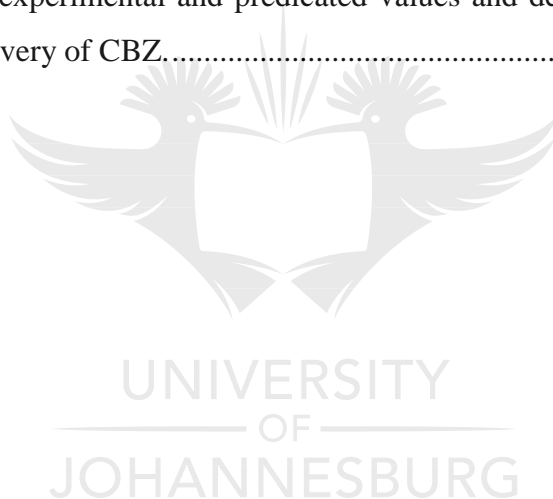 experimental and predicated values and de
very of CBZ.......................................................
UNIVERSITY
OF
JOHANNESBURG